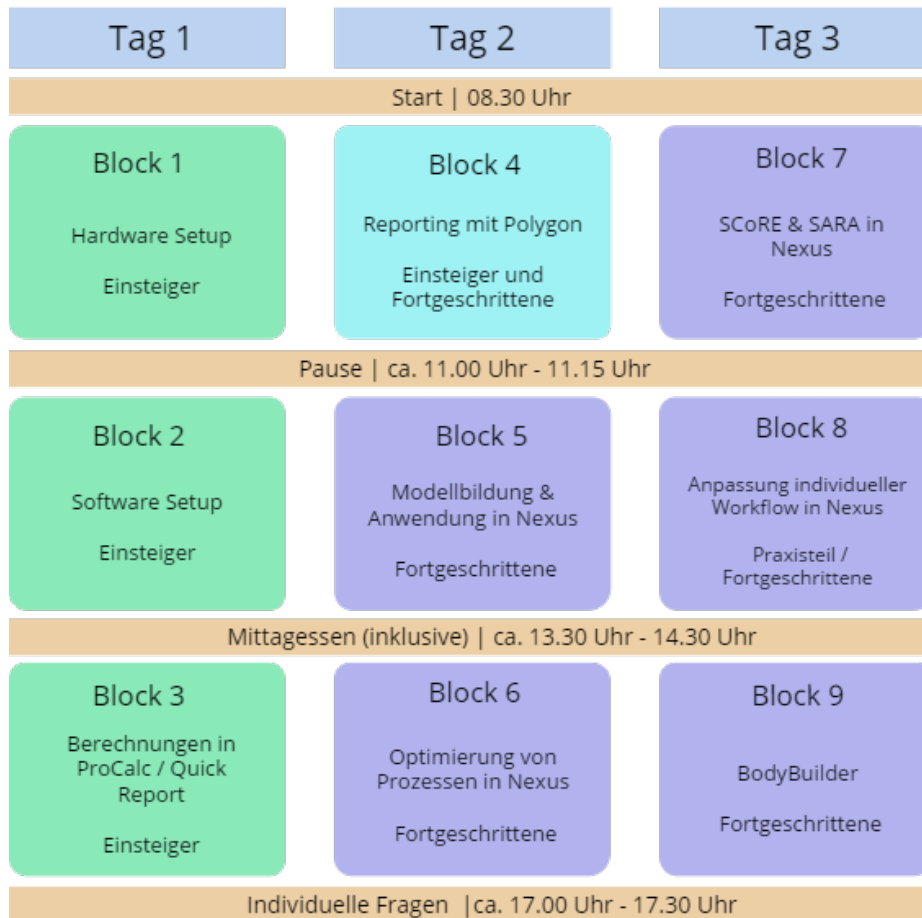 Tag 1
Tag 2
Tag 3
Start | 08.30 Uhr
Block 1
Hardware Setup
Einsteiger
Block 4
Reporting mit Polygon
Einsteiger und
Fortgeschrittene
Block 7
SCoRE & SARA in
Nexus
Fortgeschrittene
Pause | ca. 11.00 Uhr - 11.15 Uhr
Block 2
Software Setup
Einsteiger
Block 5
Modellbildung &
Anwendung in Nexus
Fortgeschrittene
Block 8
Anpassung individueller
Workflow in Nexus
Praxisteil /
Fortgeschrittene
Mittagessen (inklusive) | ca. 13.30 Uhr - 14.30 Uhr
Block 3
Berechnungen in
ProCalc / Quick
Report
Einsteiger
Block 6
Optimierung von
Prozessen in Nexus
Fortgeschrittene
Block 9
BodyBuilder
Fortgeschrittene
Individuelle Fragen |ca. 17.00 Uhr - 17.30 Uhr